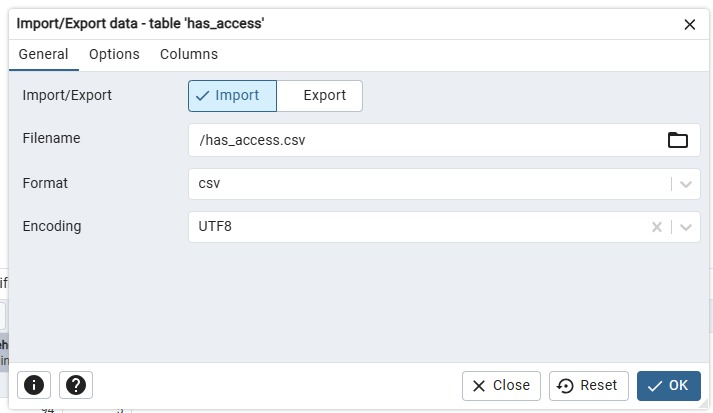 Import/Export data - table 'has_access'
General Options Columns
Import/Export Import Export
Filename /has_access.csv
Format csv
Encoding UTF8
Close Reset OK
94